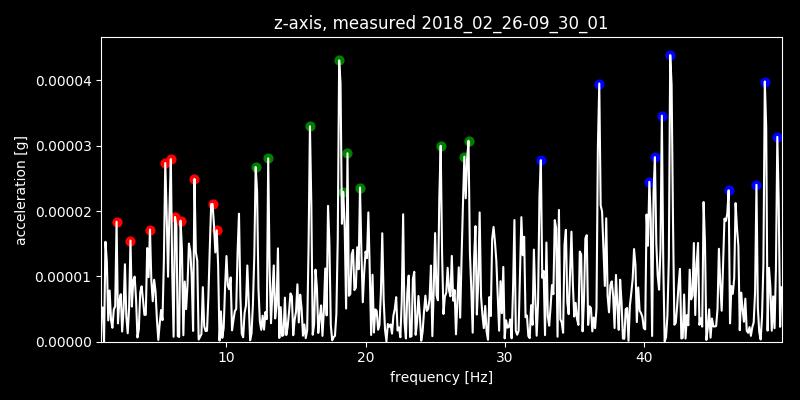 z-axis, measured 2018_02_26-09_30_01
acceleration [g]
0.00004
0.00003
0.00002
0.00001
0.00000
10 20 30 40
frequency [Hz]